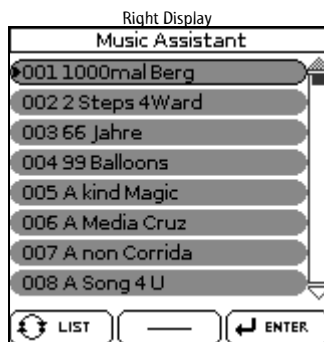 Right Display
Music Assistant
001 1000mal Berg
002 2 Steps 4Ward
003 66 Jahre
004 99 Balloons
005 A kind Magic
006 A Media Cruz
007 A non Corrida
008 A Song 4 U
LIST
ENTER